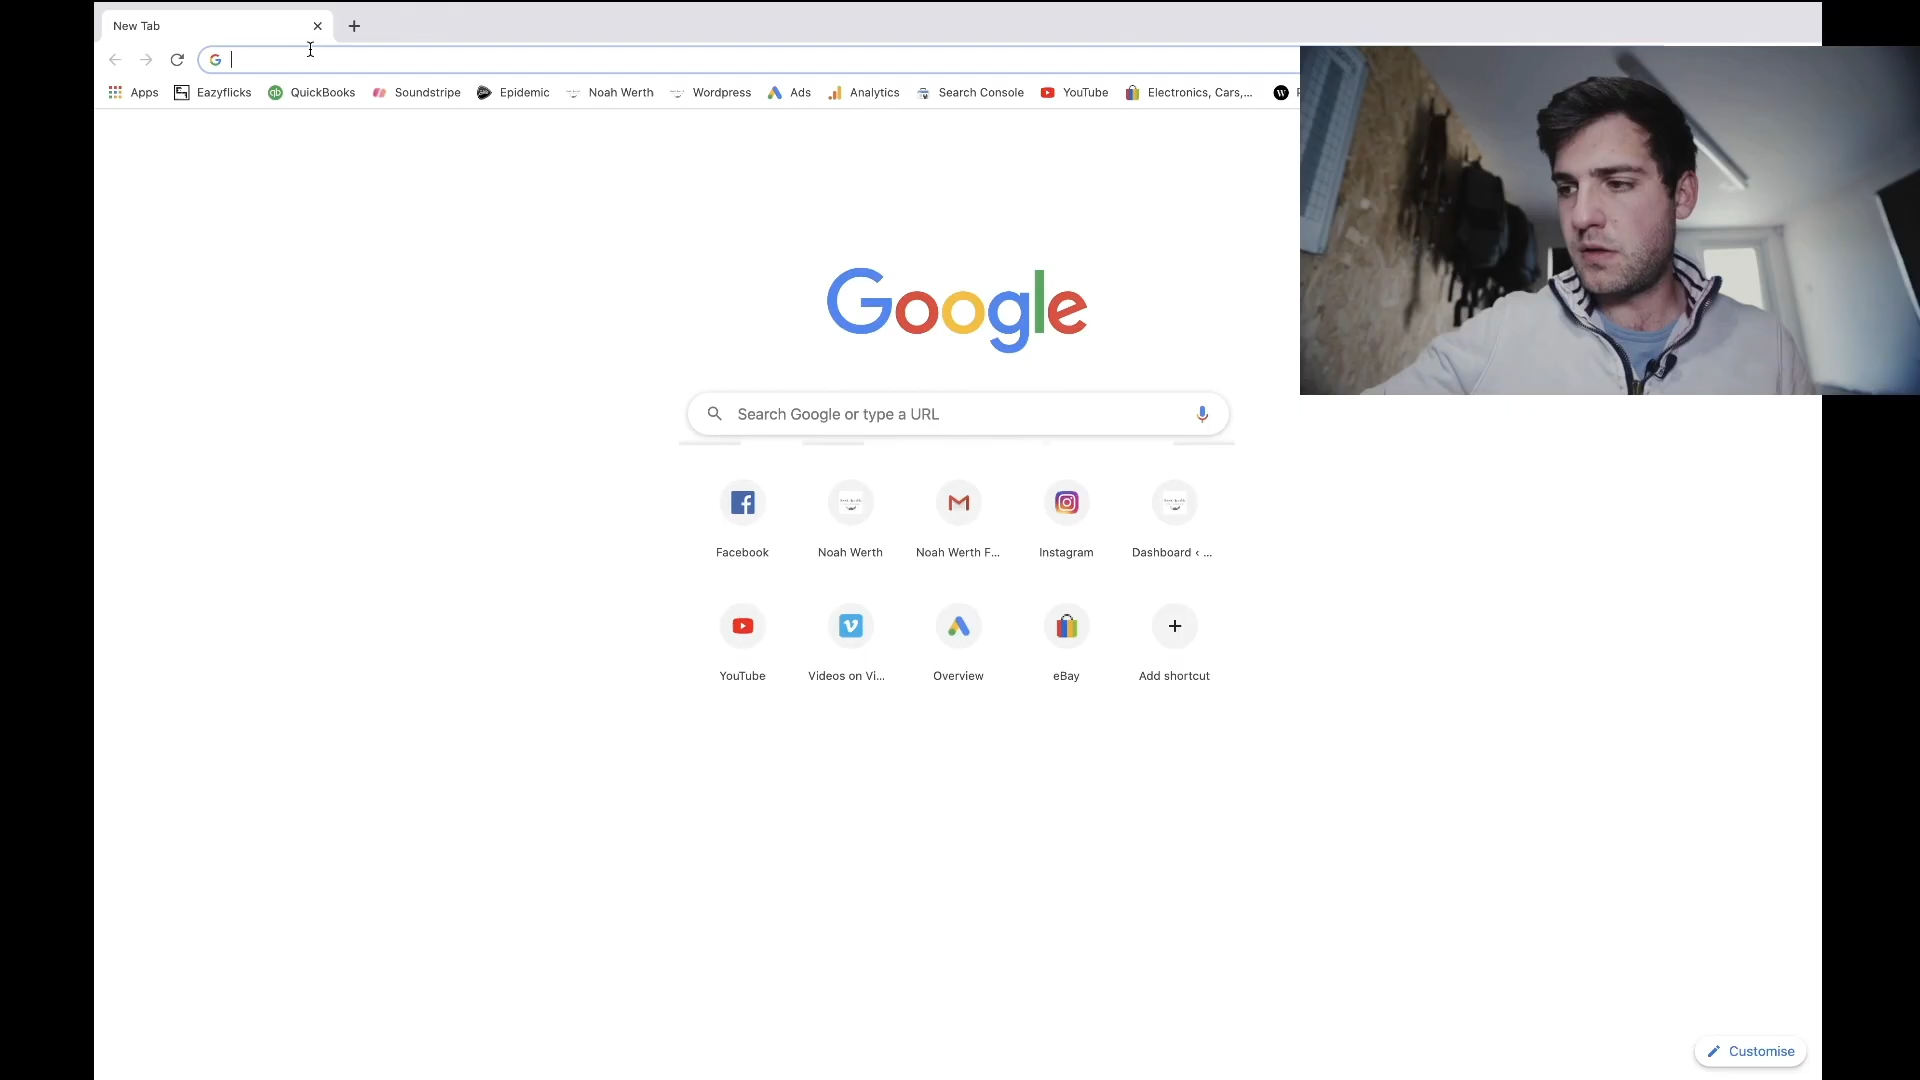 New Tab
Apps Eazyflicks QuickBooks Soundstripe Epidemic Noah Werth Wordpress Ads Analytics Search Console YouTube Electronics, Cars,...
Google
Search Google or type a URL
Facebook Noah Werth Noah Werth F... Instagram Dashboard ‹ ...
YouTube Videos on Vi... Overview eBay Add shortcut
Customise